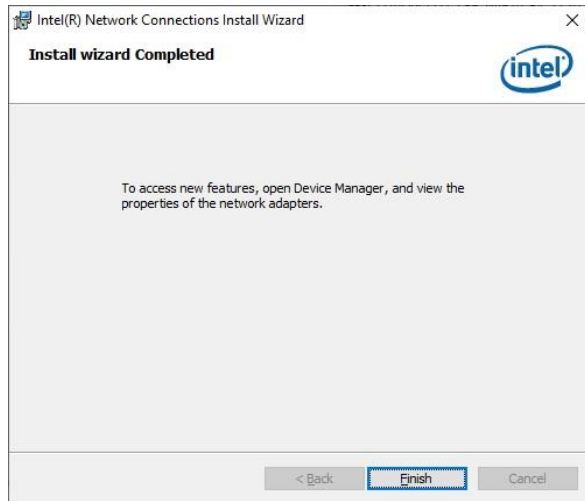 Intel(R) Network Connections Install Wizard
Install wizard Completed
intel
To access new features, open Device Manager, and view the
properties of the network adapters.
< Back
Finish
Cancel